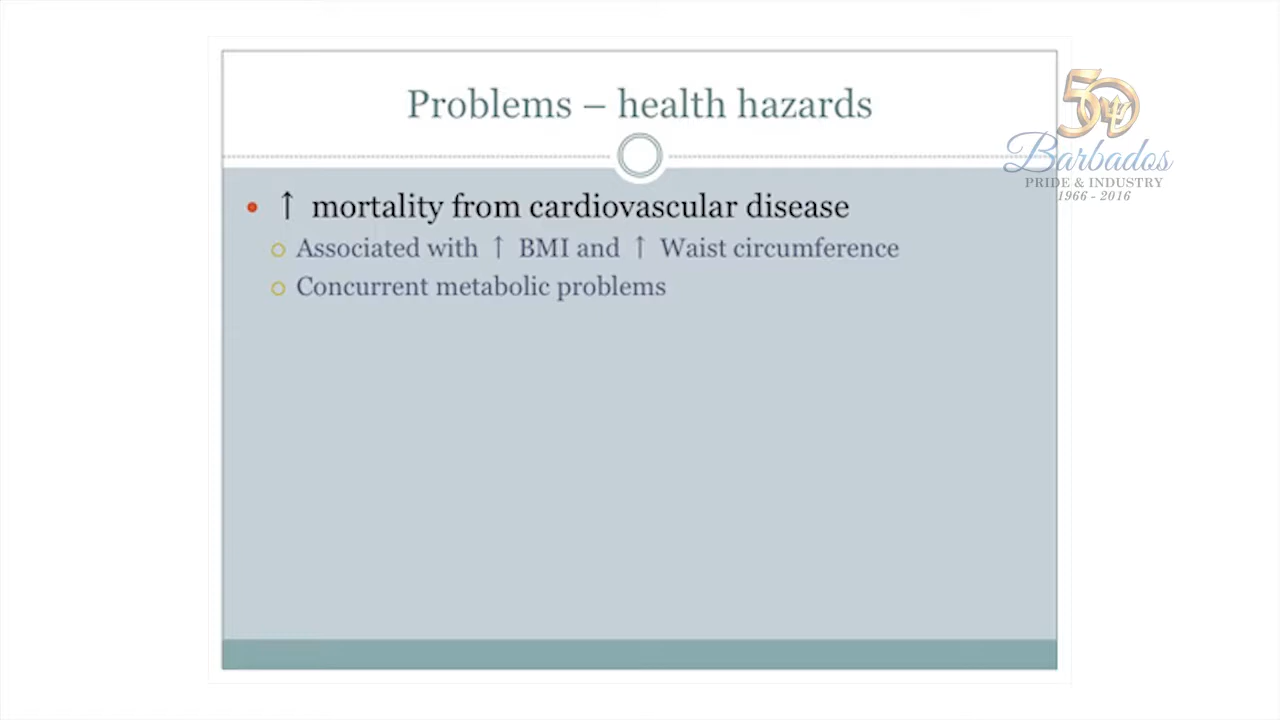 Problems – health hazards
50
Barbados
PRIDE & INDUSTRY
1966 - 2016
↑ mortality from cardiovascular disease
Associated with ↑ BMI and ↑ Waist circumference
Concurrent metabolic problems